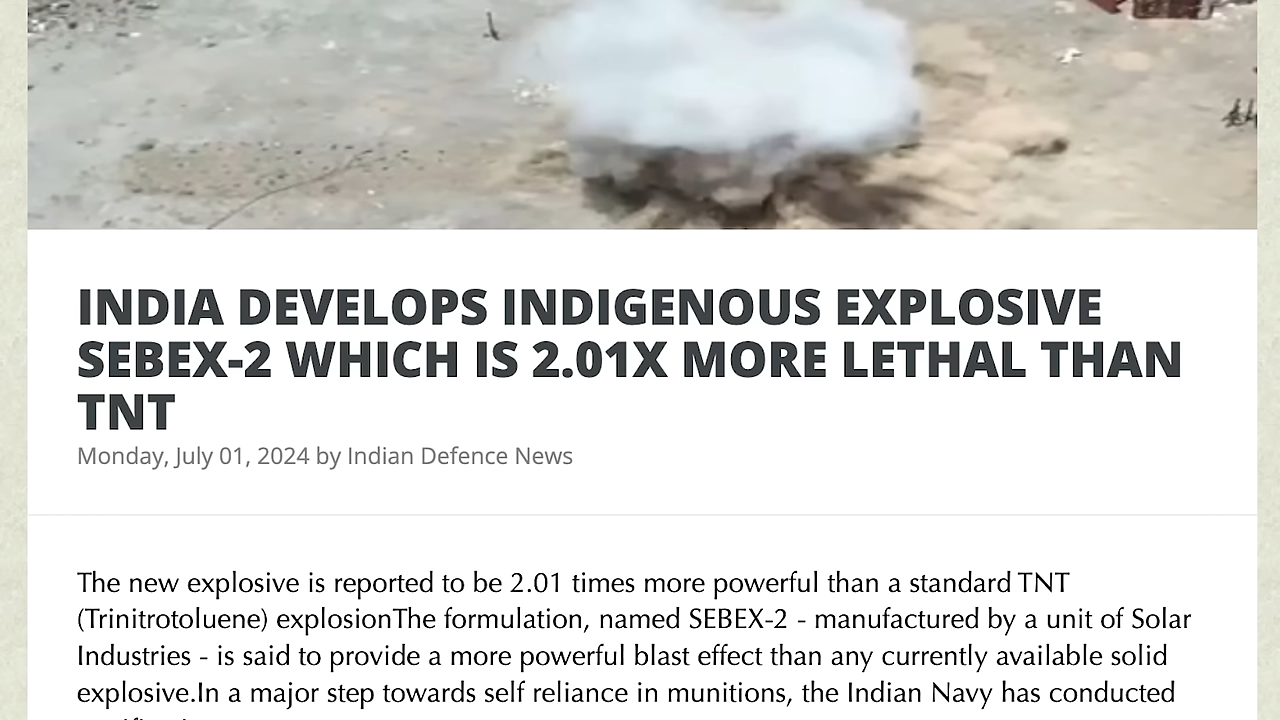 INDIA DEVELOPS INDIGENOUS EXPLOSIVE
SEBEX-2 WHICH IS 2.01X MORE LETHAL THAN
TNT
Monday, July 01, 2024 by Indian Defence News
The new explosive is reported to be 2.01 times more powerful than a standard TNT
(Trinitrotoluene) explosionThe formulation, named SEBEX-2 - manufactured by a unit of Solar
Industries - is said to provide a more powerful blast effect than any currently available solid
explosive.In a major step towards self reliance in munitions, the Indian Navy has conducted